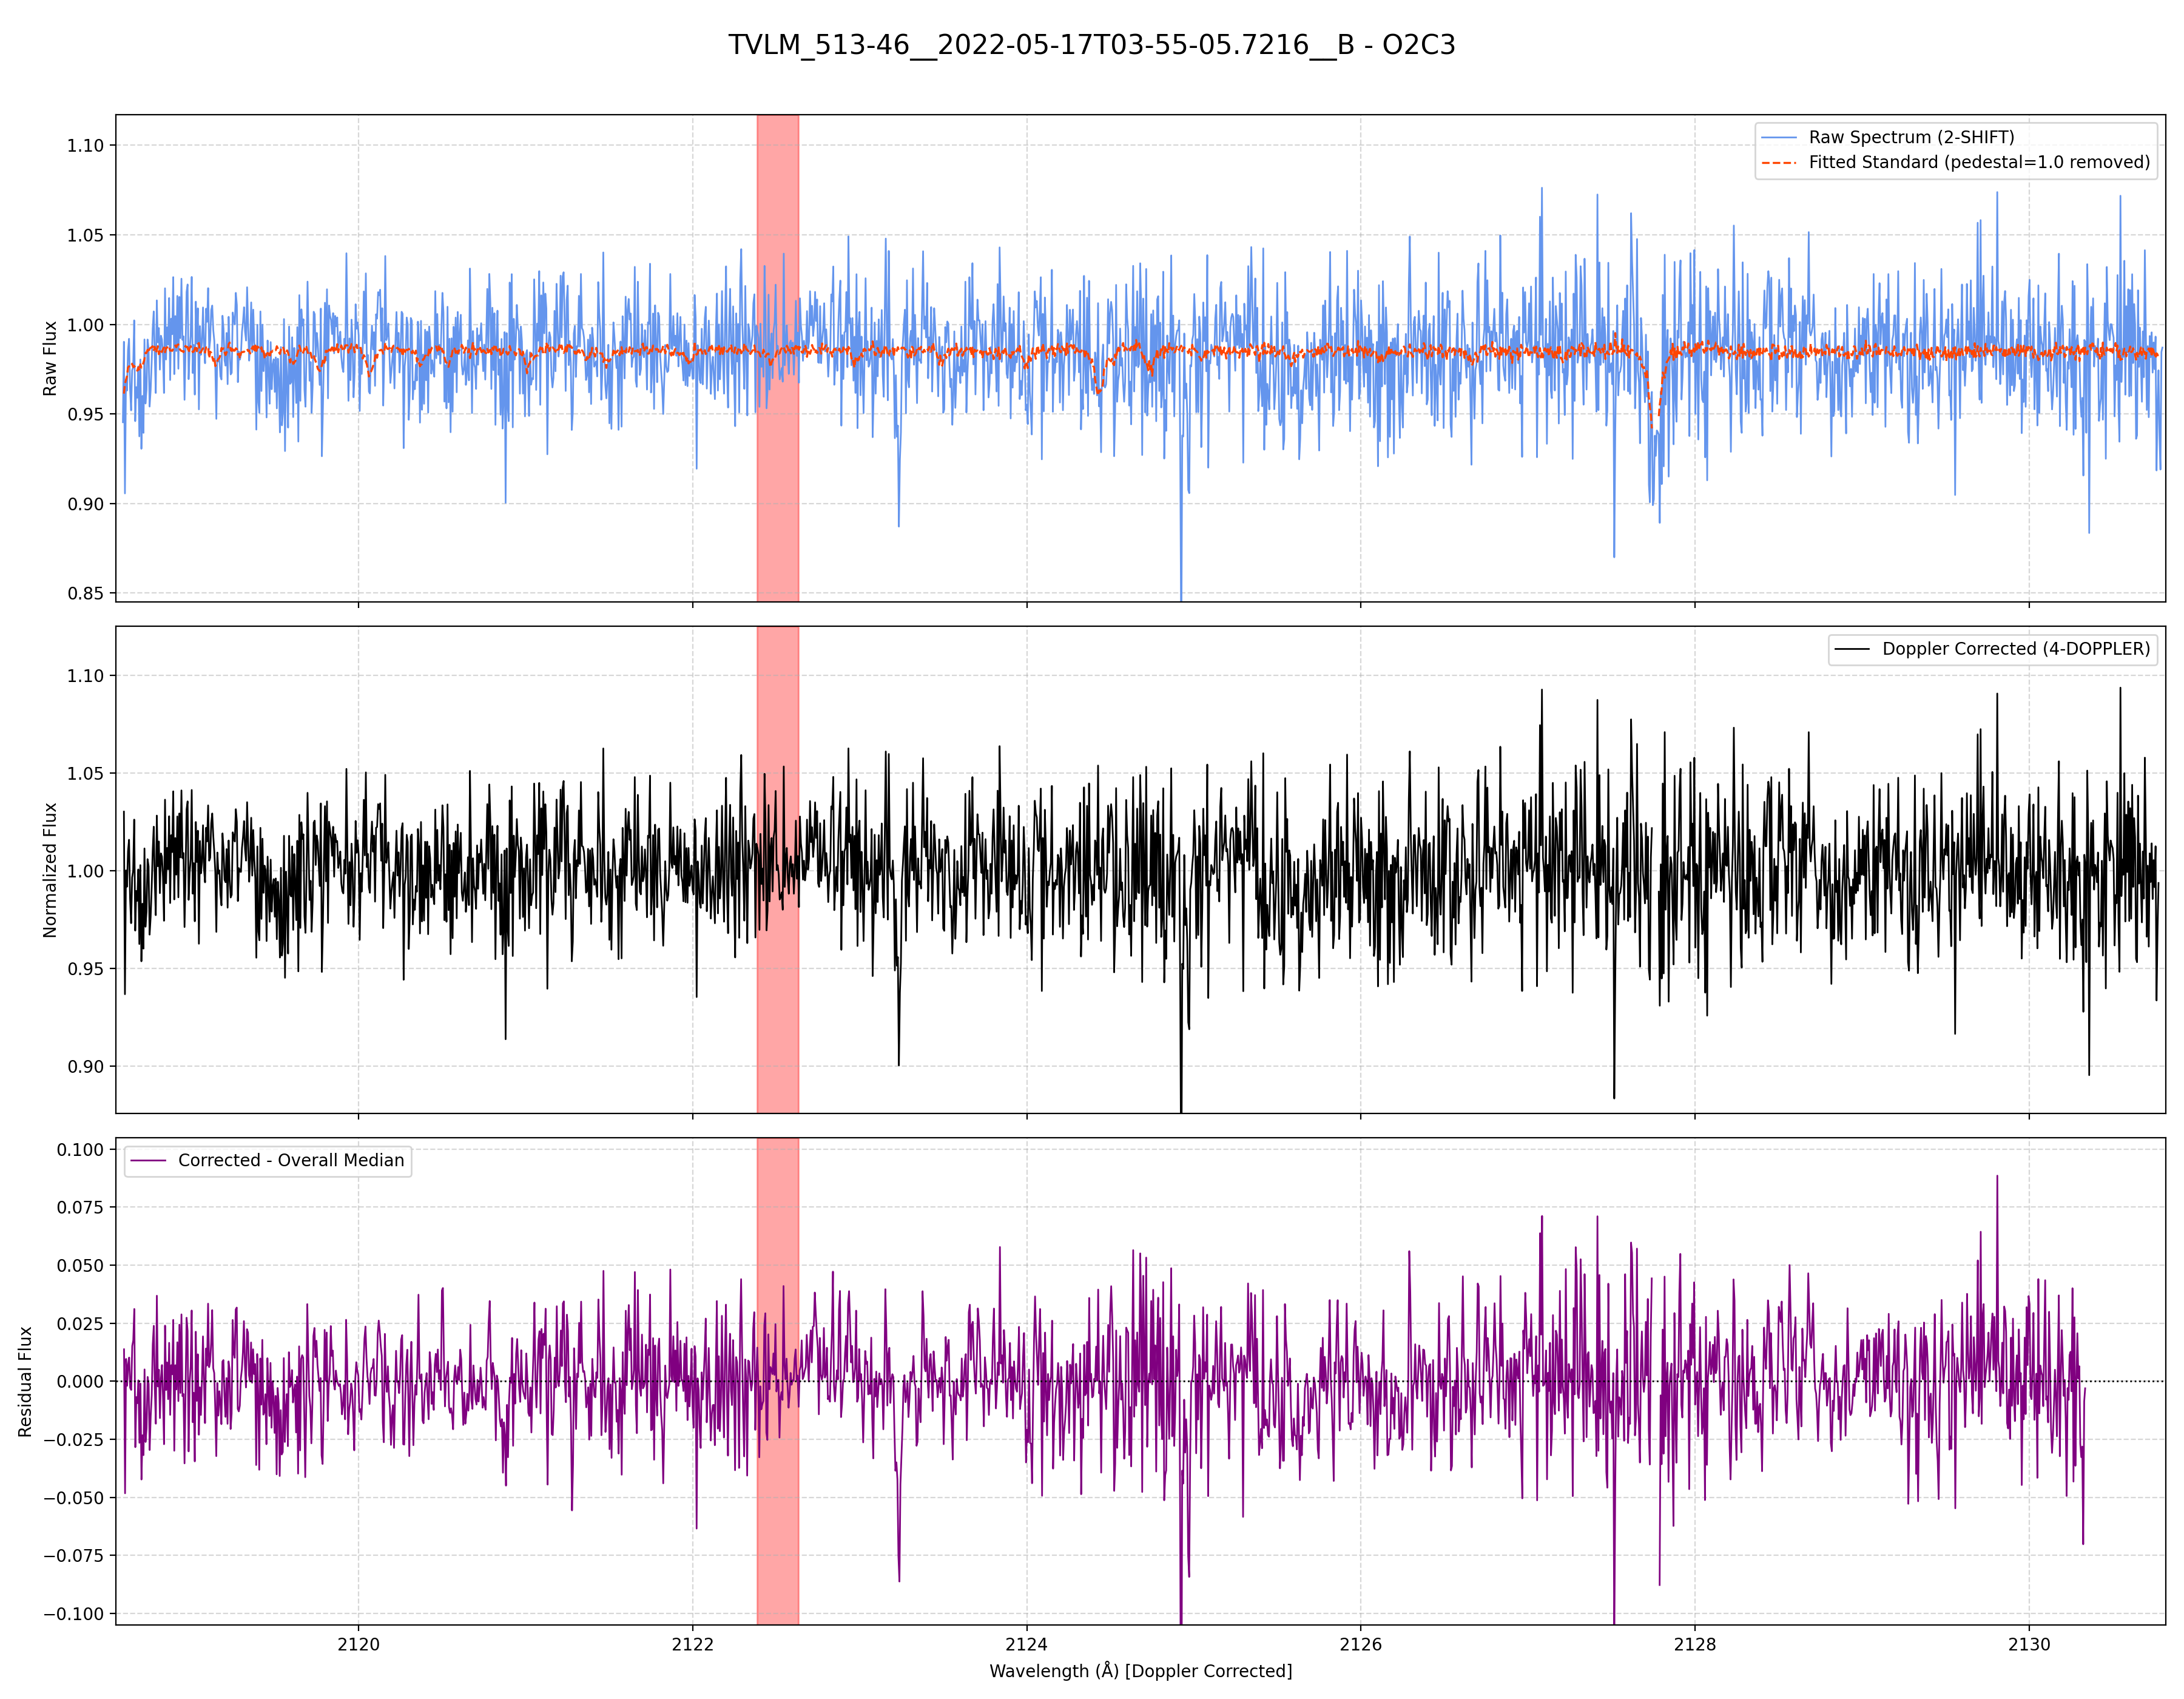 TVLM_513-46__2022-05-17T03-55-05.7216__B - O2C3
Raw Spectrum (2-SHIFT)
Fitted Standard (pedestal=1.0 removed)
Raw Flux
1.10
1.05
1.00
0.95
0.90
0.85
Doppler Corrected (4-DOPPLER)
Normalized Flux
1.10
1.05
1.00
0.95
0.90
Corrected - Overall Median
Residual Flux
0.100
0.075
0.050
0.025
0.000
−0.025
−0.050
−0.075
−0.100
2120 2122 2124 2126 2128 2130
Wavelength (Å) [Doppler Corrected]